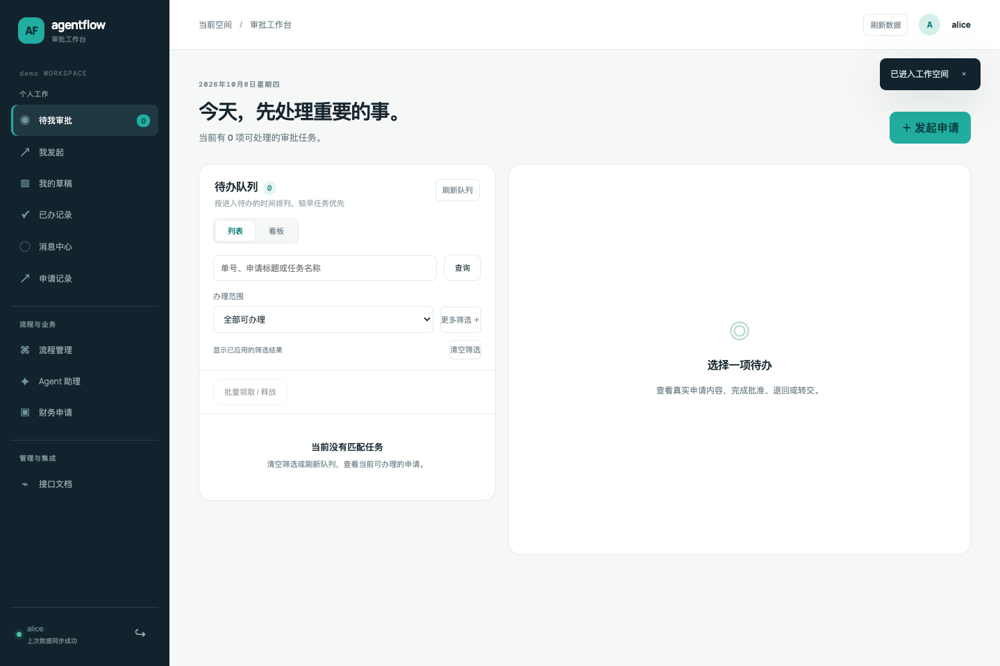 AF
agentflow
审批工作台
demo WORKSPACE
个人工作
待我审批 0
我发起
我的草稿
已办记录
消息中心
申请记录
流程与业务
流程管理
Agent 助理
财务申请
管理与集成
接口文档
alice
上次数据同步成功
当前空间 / 审批工作台
刷新数据
A
alice
已进入工作空间 ×
2026年10月8日星期四
今天，先处理重要的事。
当前有 0 项可处理的审批任务。
+ 发起申请
待办队列 0
按进入待办的时间排列，较早任务优先
刷新队列
列表
看板
单号、申请标题或任务名称
查询
办理范围
全部可办理
更多筛选 +
显示已应用的筛选结果
清空筛选
批量领取 / 释放
当前没有匹配任务
清空筛选或刷新队列，查看当前可办理的申请。
选择一项待办
查看真实申请内容，完成批准、退回或转交。